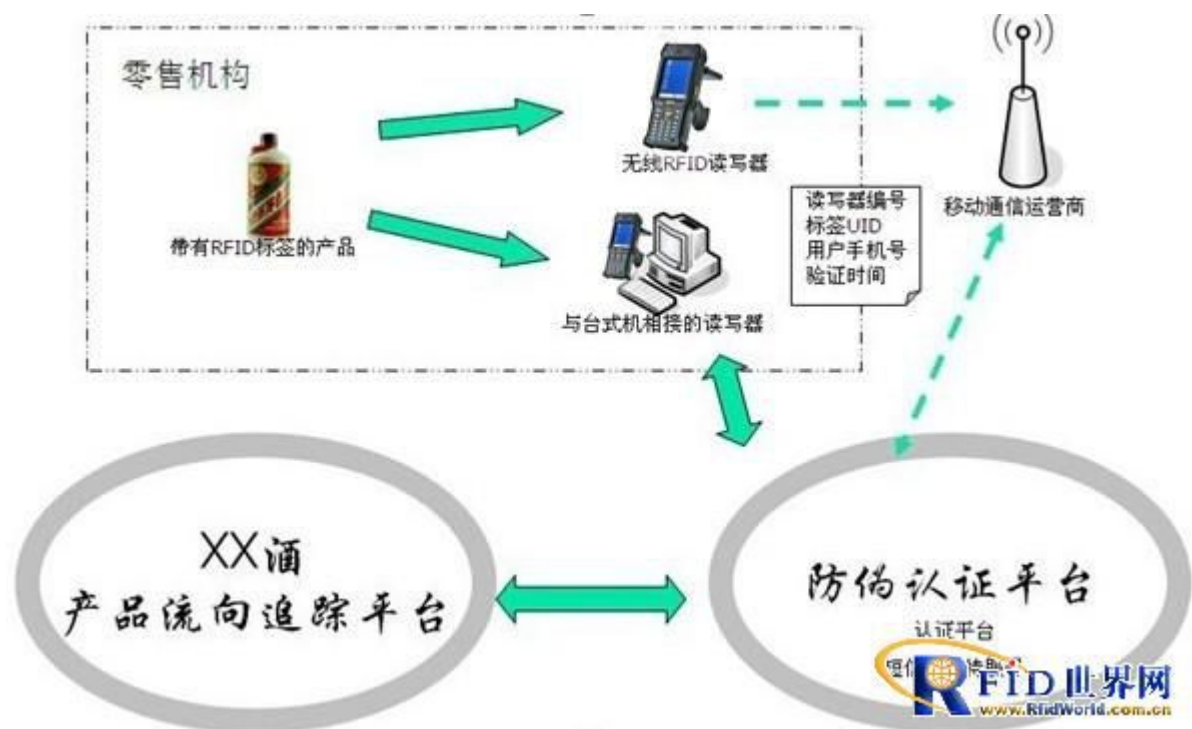 零售机构
无线RFID读写器
带有RFID标签的产品
与台式机相接的读写器
读写器编号
标签UID
用户手机号
验证时间
移动通信运营商
XX酒
产品流向追踪平台
防伪认证平台
认证平台
短信
RFID世界网
www.RfidWorld.com.cn